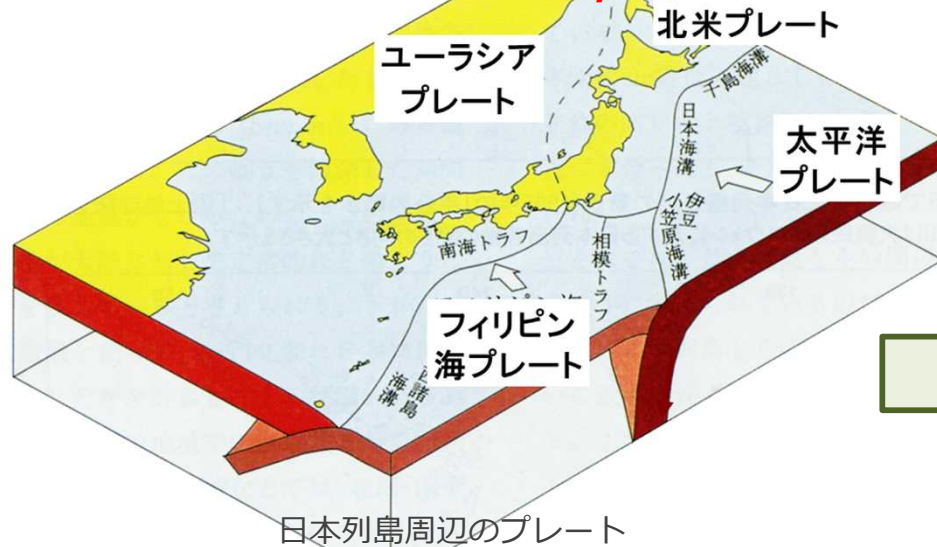 北米プレート
ユーラシア
プレート
千島海溝
日本海溝
太平洋
プレート
伊豆・
小笠原海溝
南海トラフ
相模トラフ
フィリピン
海プレート
諸島
海溝
日本列島周辺のプレート